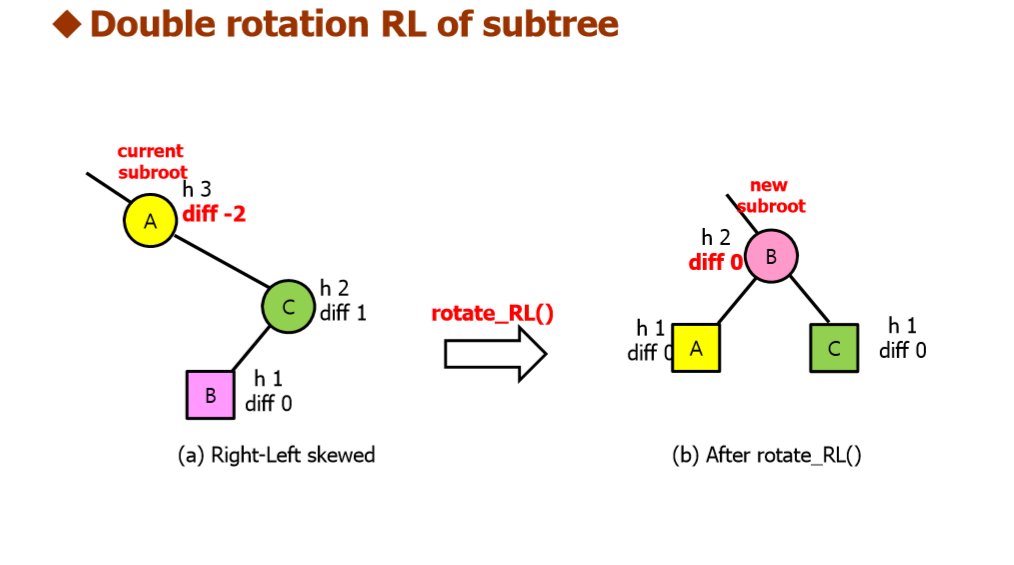 ◆ Double rotation RL of subtree
current
subroot
h 3
A
diff -2
h 2
C
diff 1
h 1
B
diff 0
(a) Right-Left skewed
rotate_RL()
new
subroot
h 2
B
diff 0
h 1
diff 0
A
C
h 1
diff 0
(b) After rotate_RL()